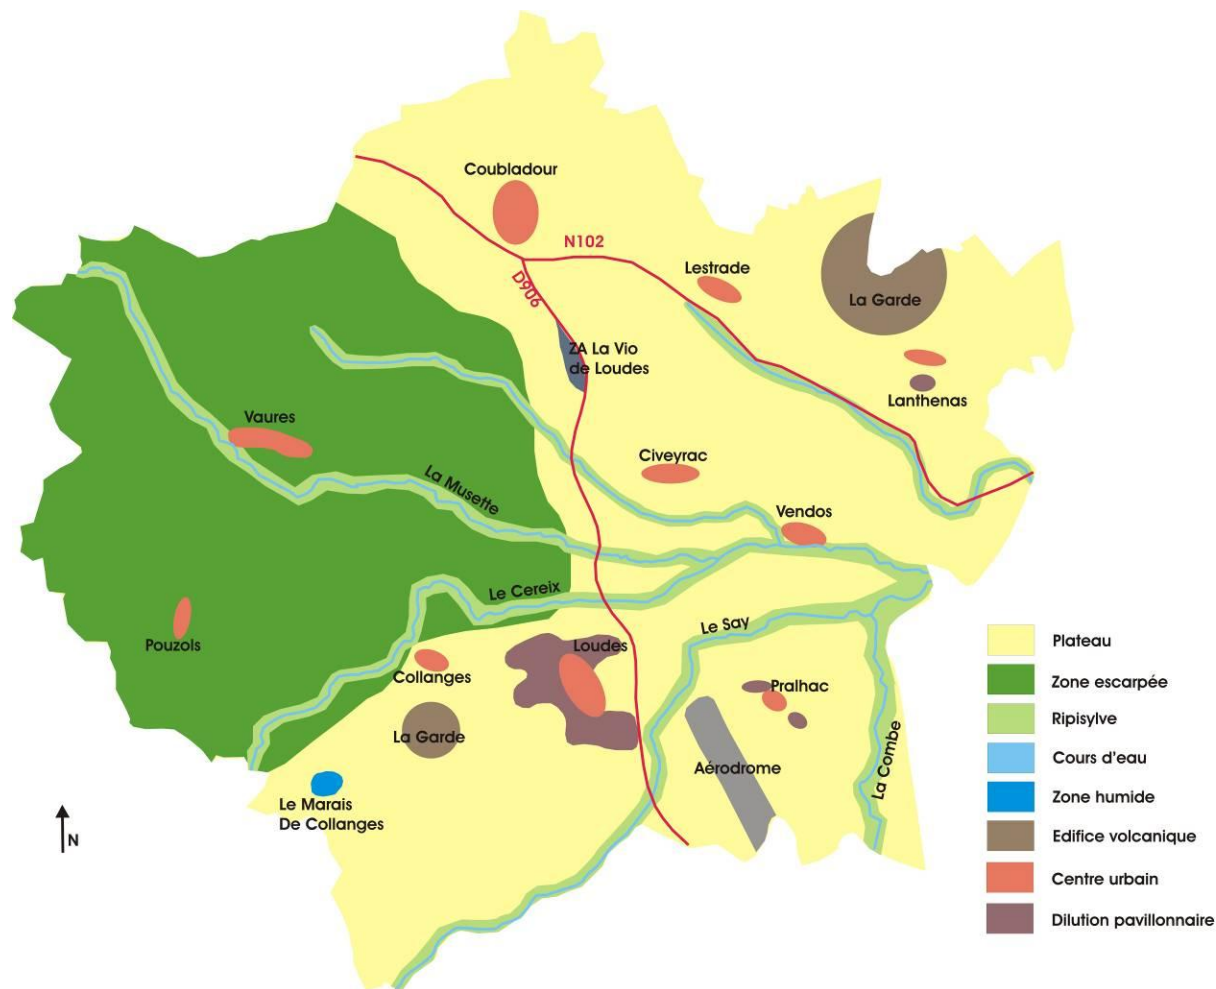 Coubladour
N102
D906
Lestrade
La Garde
ZA La Vio
de Loudes
Lanthenas
Vaures
Civeyrac
La Musette
Vendos
Le Cereix
Le Say
Pouzols
Loudes
Collanges
Pralhac
La Garde
Aérodrome
La Combe
Le Marais
De Collanges
N
Plateau
Zone escarpée
Ripisylve
Cours d'eau
Zone humide
Edifice volcanique
Centre urbain
Dilution pavillonnaire